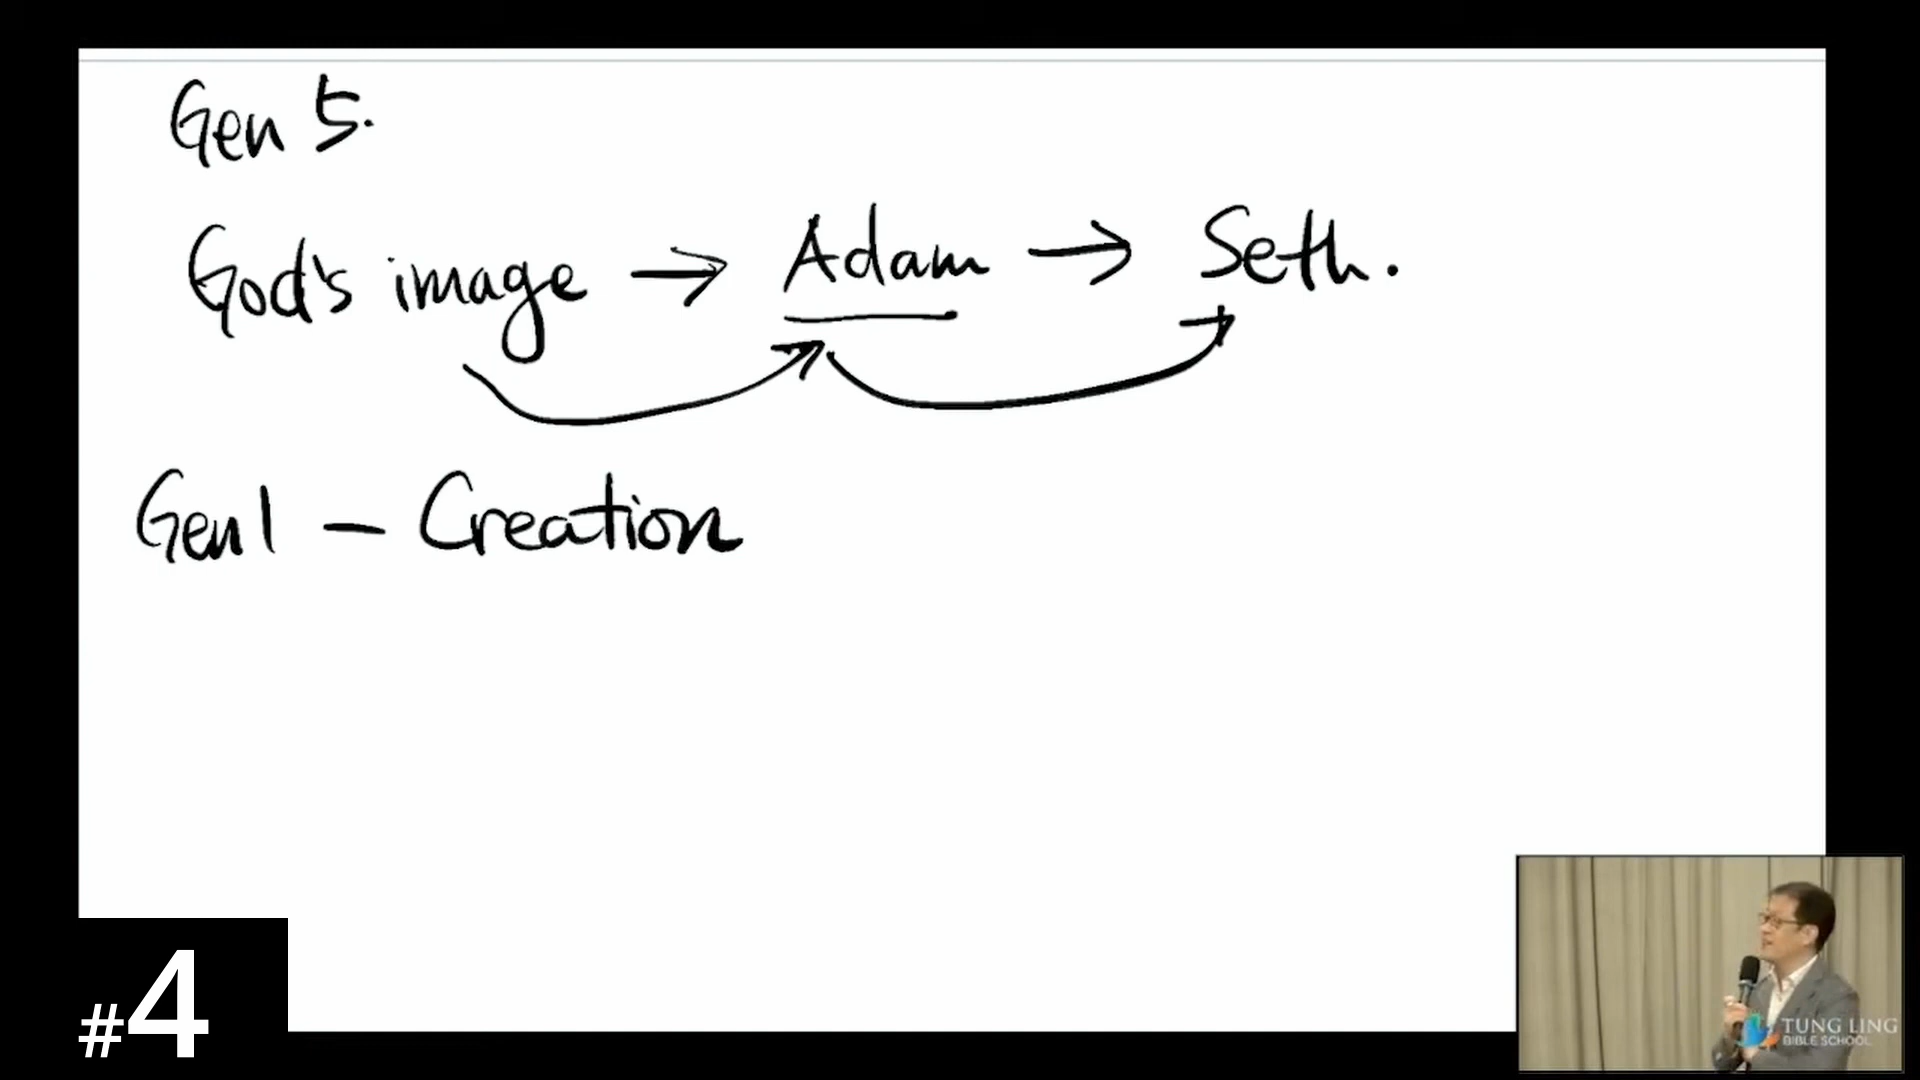 Gen 5.
God's image → Adam → Seth.
Gen 1 – Creation
#4
TUNG LING
BIBLE SCHOOL